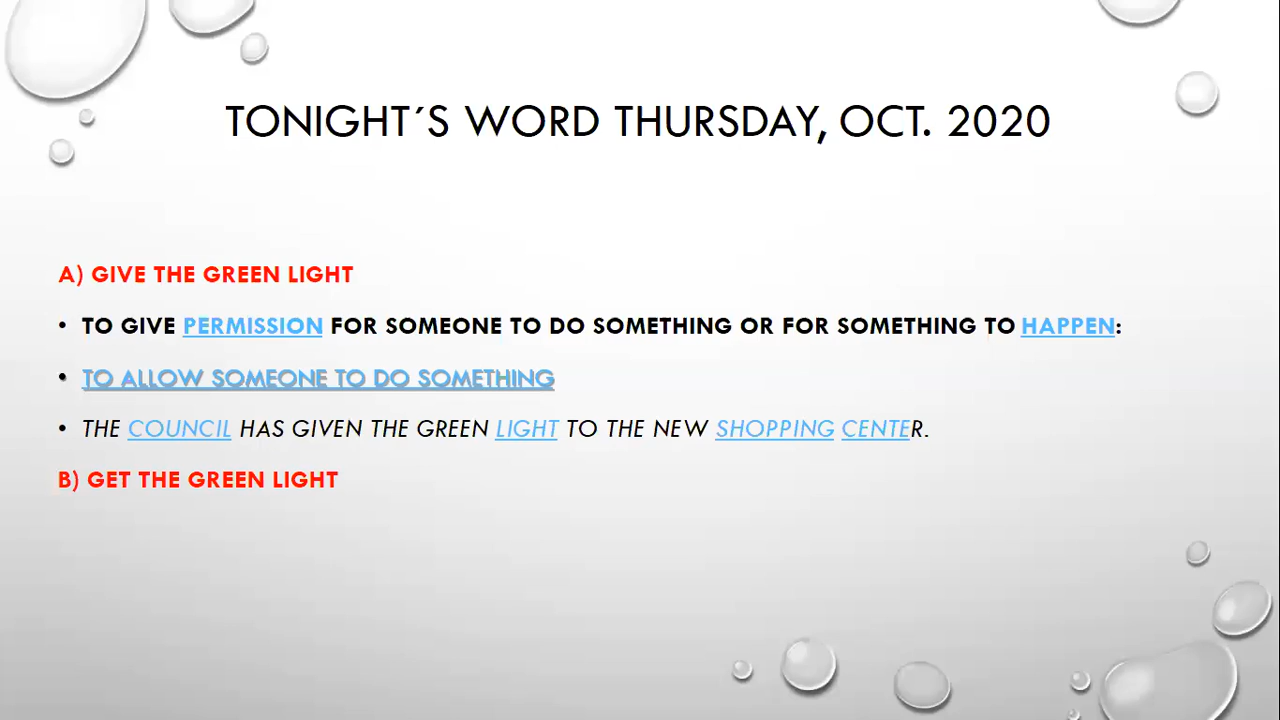 TONIGHT´S WORD THURSDAY, OCT. 2020
A) GIVE THE GREEN LIGHT
• TO GIVE PERMISSION FOR SOMEONE TO DO SOMETHING OR FOR SOMETHING TO HAPPEN:
• TO ALLOW SOMEONE TO DO SOMETHING
• THE COUNCIL HAS GIVEN THE GREEN LIGHT TO THE NEW SHOPPING CENTER.
B) GET THE GREEN LIGHT